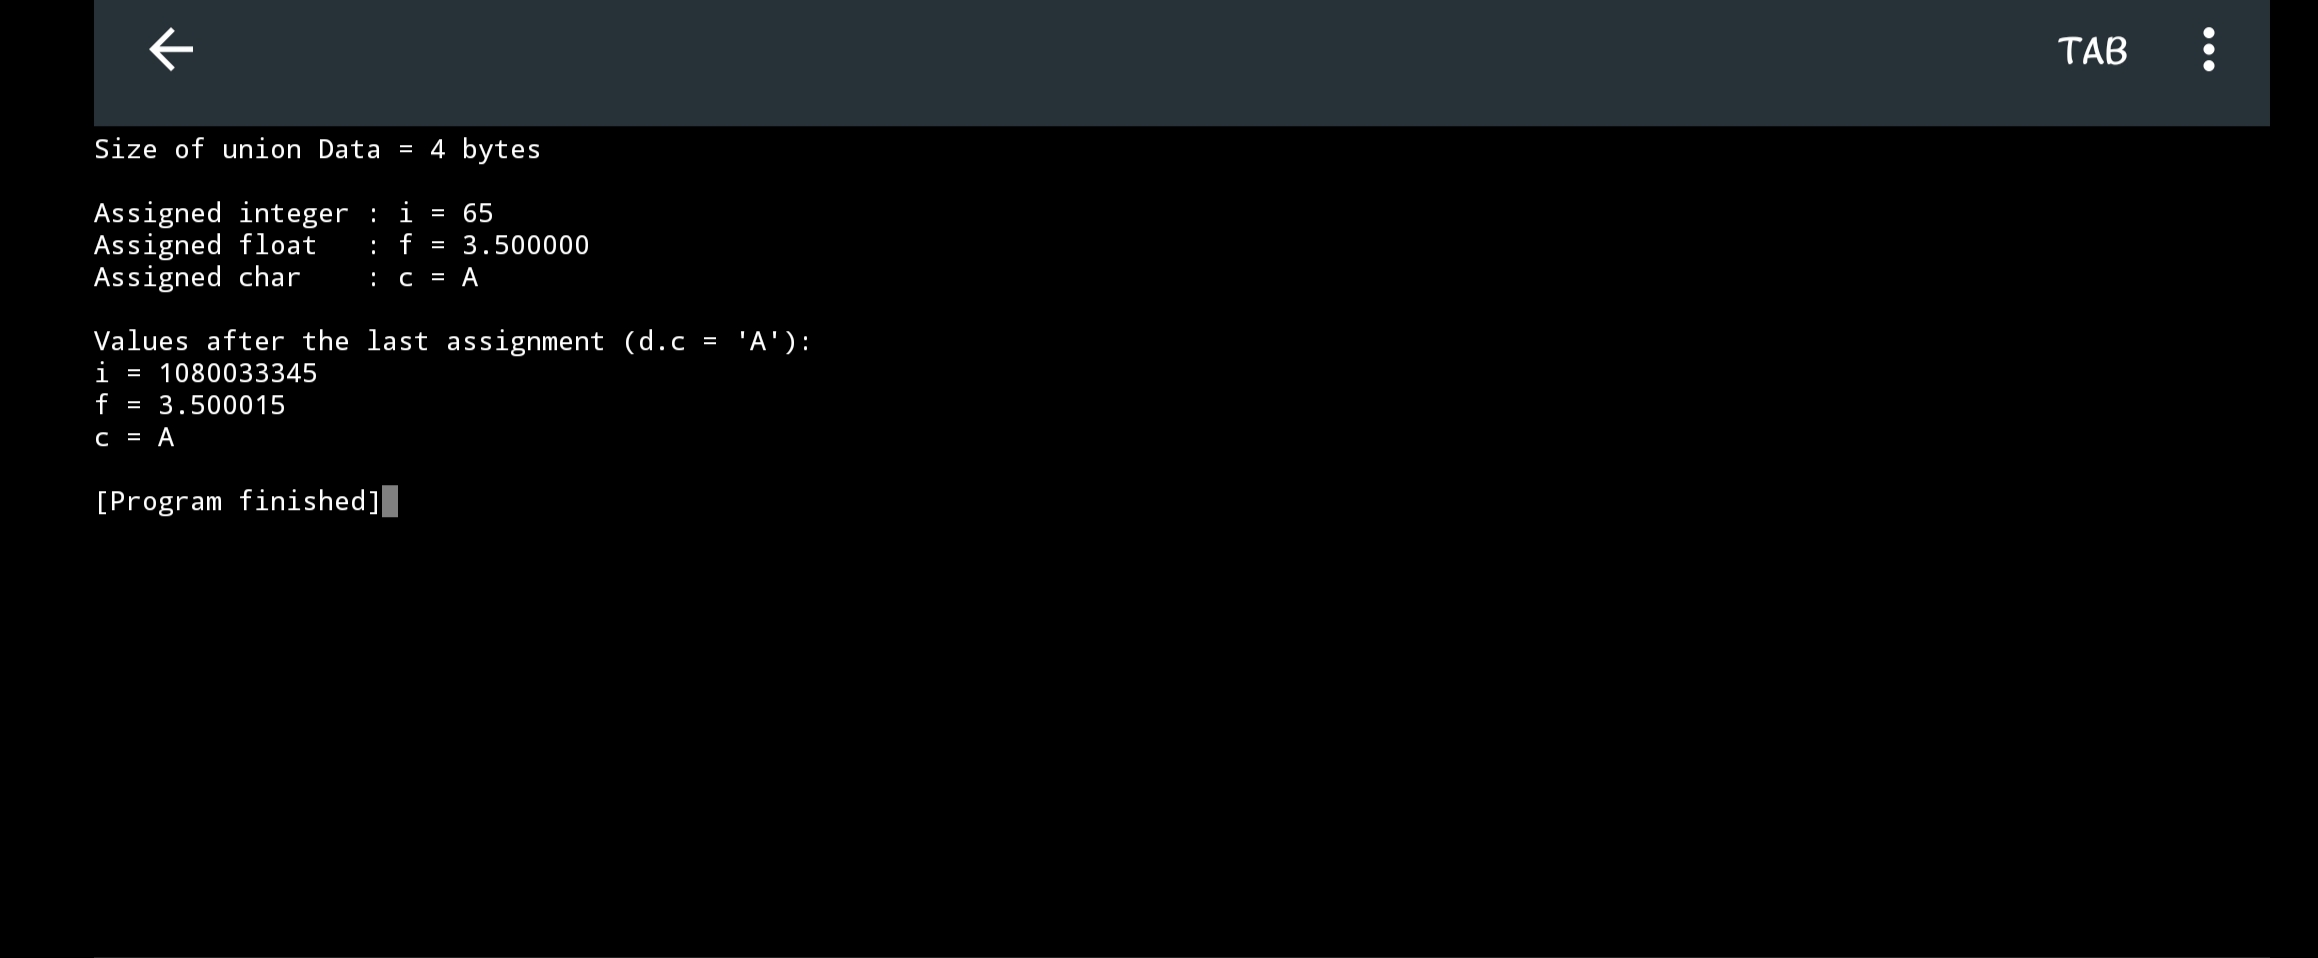 TAB
Size of union Data = 4 bytes
Assigned integer : i = 65
Assigned float   : f = 3.500000
Assigned char    : c = A
Values after the last assignment (d.c = 'A'):
i = 1080033345
f = 3.500015
c = A
[Program finished]